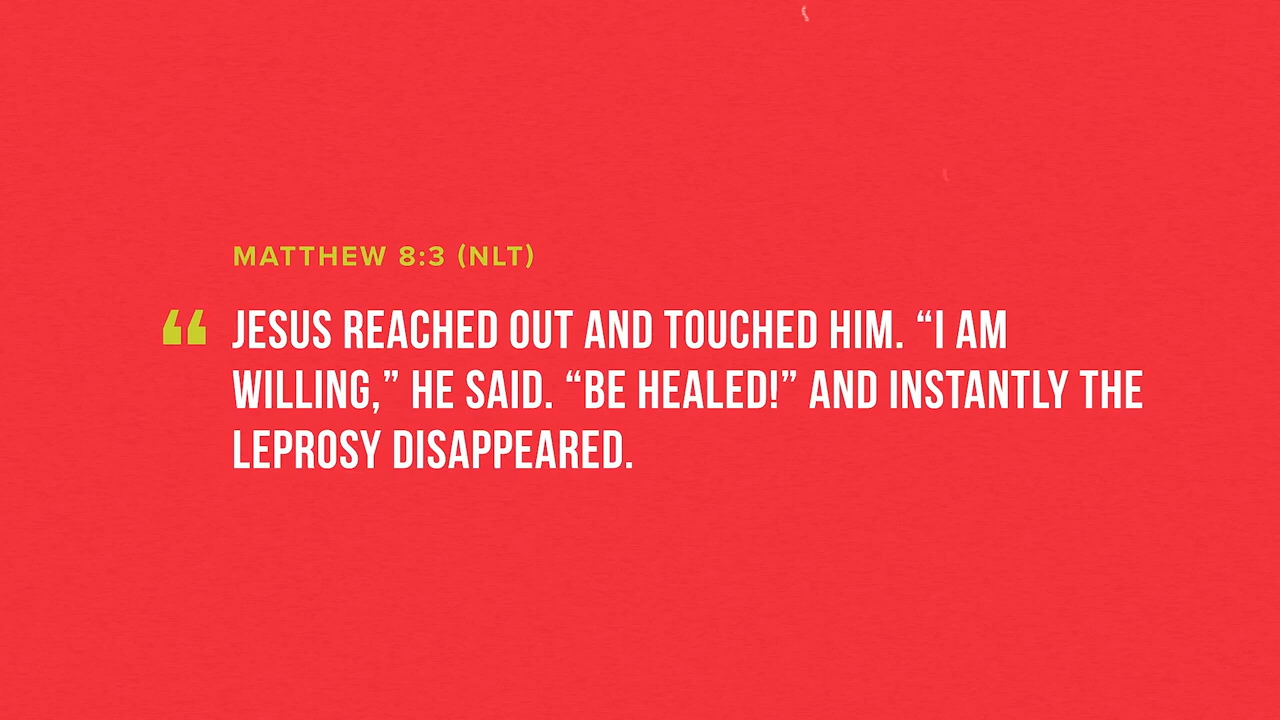 MATTHEW 8:3 (NLT)
“ JESUS REACHED OUT AND TOUCHED HIM. “I AM
WILLING,” HE SAID. “BE HEALED!” AND INSTANTLY THE
LEPROSY DISAPPEARED.